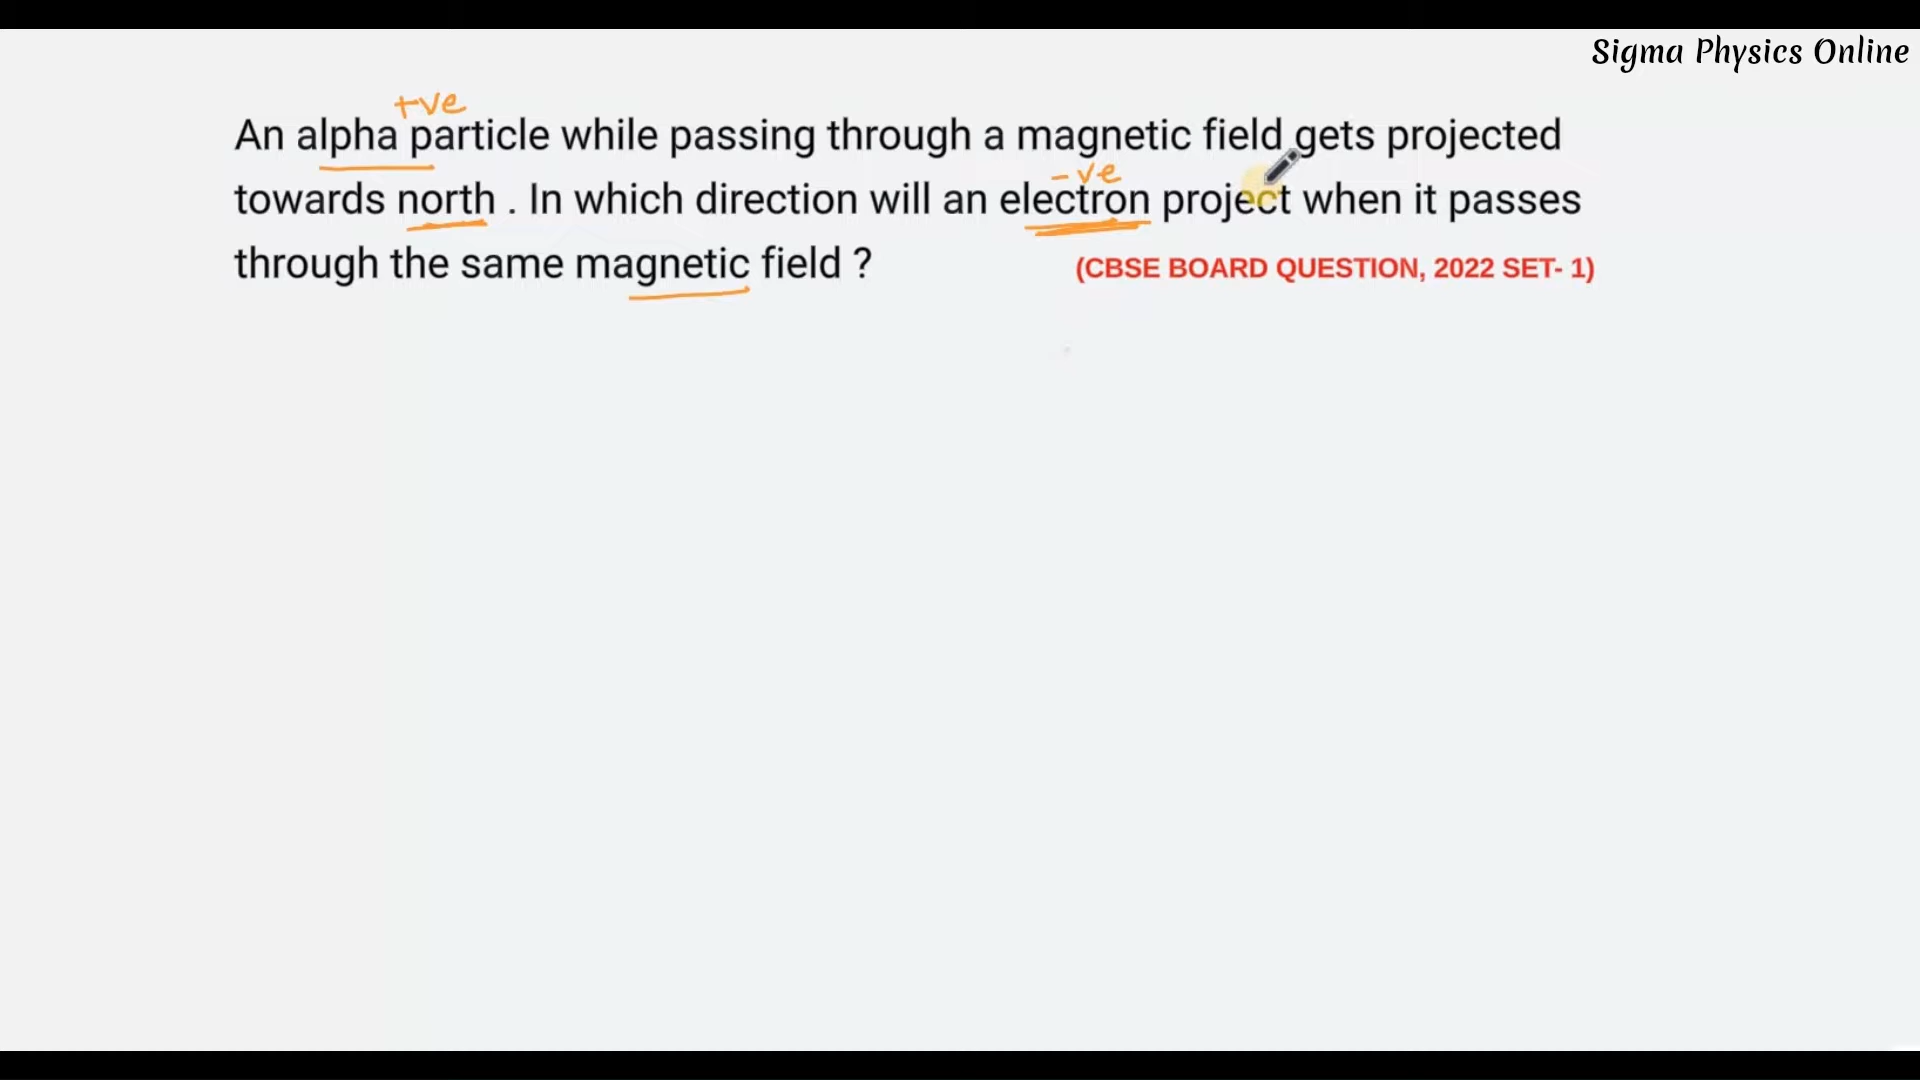 Sigma Physics Online
+ve
An alpha particle while passing through a magnetic field gets projected
-ve
towards north . In which direction will an electron project when it passes
through the same magnetic field ?
(CBSE BOARD QUESTION, 2022 SET- 1)